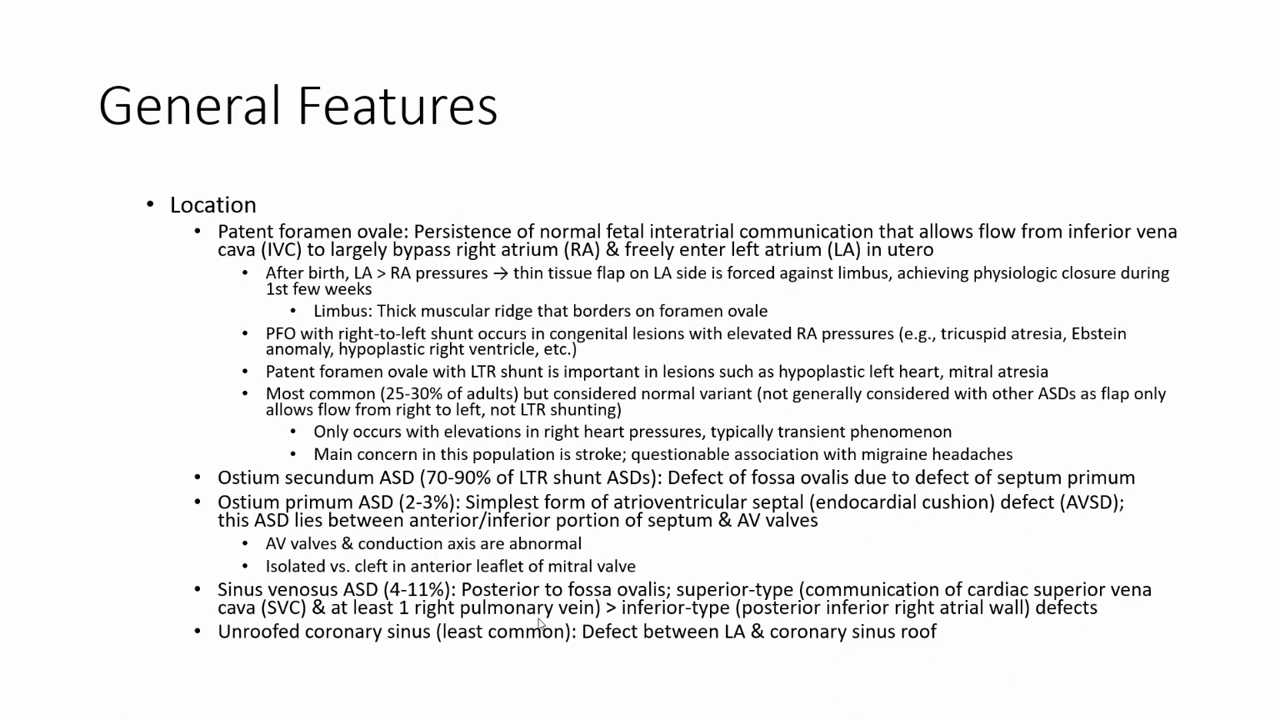 General Features
• Location
• Patent foramen ovale: Persistence of normal fetal interatrial communication that allows flow from inferior vena
cava (IVC) to largely bypass right atrium (RA) & freely enter left atrium (LA) in utero
• After birth, LA > RA pressures → thin tissue flap on LA side is forced against limbus, achieving physiologic closure during
1st few weeks
• Limbus: Thick muscular ridge that borders on foramen ovale
• PFO with right-to-left shunt occurs in congenital lesions with elevated RA pressures (e.g., tricuspid atresia, Ebstein
anomaly, hypoplastic right ventricle, etc.)
• Patent foramen ovale with LTR shunt is important in lesions such as hypoplastic left heart, mitral atresia
• Most common (25-30% of adults) but considered normal variant (not generally considered with other ASDs as flap only
allows flow from right to left, not LTR shunting)
• Only occurs with elevations in right heart pressures, typically transient phenomenon
• Main concern in this population is stroke; questionable association with migraine headaches
• Ostium secundum ASD (70-90% of LTR shunt ASDs): Defect of fossa ovalis due to defect of septum primum
• Ostium primum ASD (2-3%): Simplest form of atrioventricular septal (endocardial cushion) defect (AVSD);
this ASD lies between anterior/inferior portion of septum & AV valves
• AV valves & conduction axis are abnormal
• Isolated vs. cleft in anterior leaflet of mitral valve
• Sinus venosus ASD (4-11%): Posterior to fossa ovalis; superior-type (communication of cardiac superior vena
cava (SVC) & at least 1 right pulmonary vein) > inferior-type (posterior inferior right atrial wall) defects
• Unroofed coronary sinus (least common): Defect between LA & coronary sinus roof